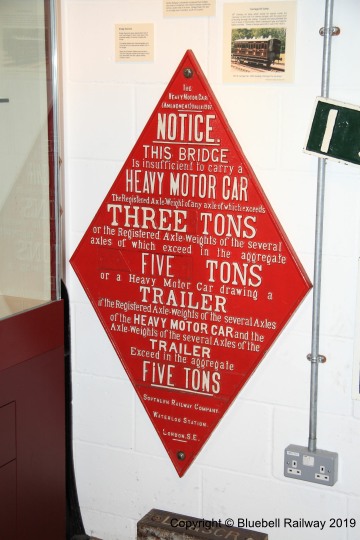 THE
HEAVY MOTOR CAR
NOTICE.
THIS BRIDGE
IS INSUFFICIENT TO CARRY A
HEAVY MOTOR CAR
The Registered Axle-Weight of any axle of which exceeds
THREE TONS
or the Registered Axle-Weights of the several
axles of which exceed in the aggregate
FIVE TONS
or a Heavy Motor Car drawing a
TRAILER
if the Registered Axle-Weights of the several Axles
of the HEAVY MOTOR CAR and the
Axle-Weights of the several Axles of the
TRAILER
Exceed in the aggregate
FIVE TONS
SOUTHERN RAILWAY COMPANY.
WATERLOO STATION.
LONDON.S.E.
Copyright © Bluebell Railway 2019